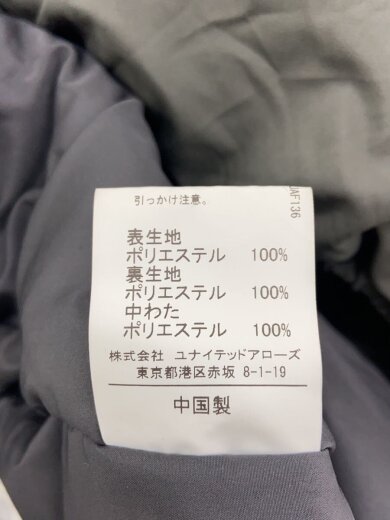 引っかけ注意。
表生地
ポリエステル 100%
裏生地
ポリエステル 100%
中わた
ポリエステル 100%
株式会社 ユナイテッドアローズ
東京都港区赤坂 8-1-19
中国製
UAF136